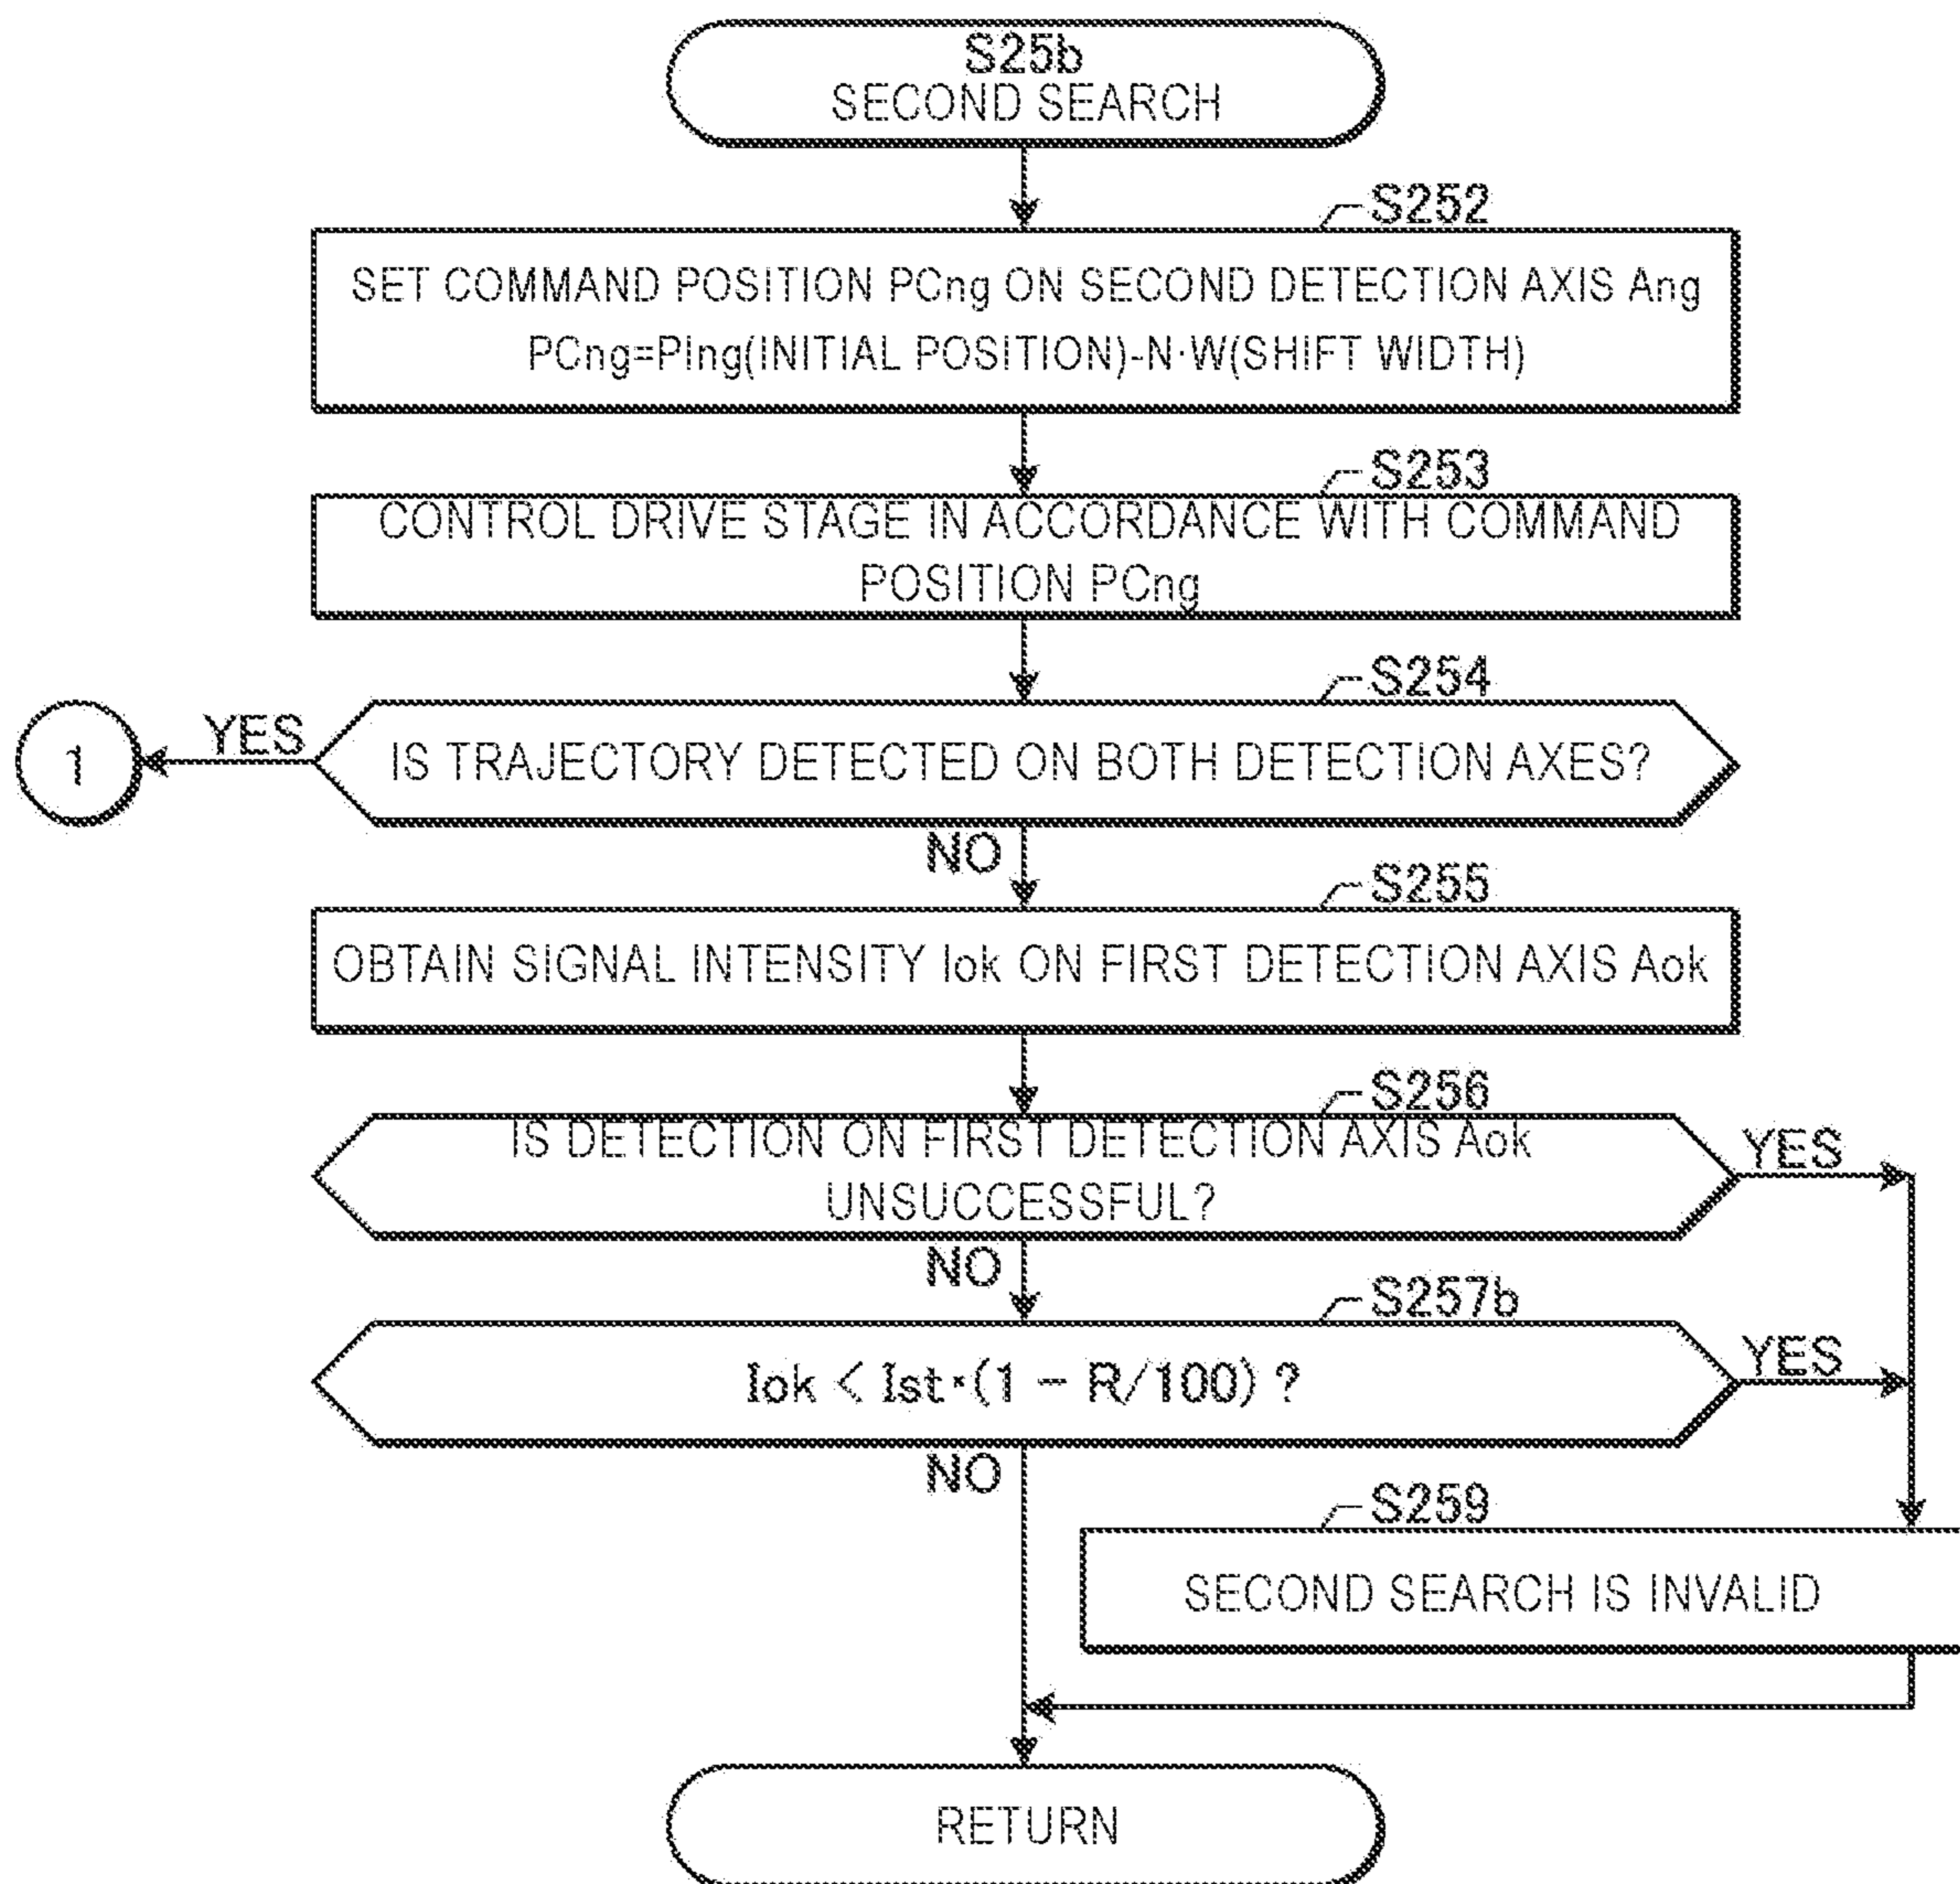 S25b
SECOND SEARCH
S252
SET COMMAND POSITION PCng ON SECOND DETECTION AXIS Ang
PCng=PIng(INITIAL POSITION)-N·W(SHIFT WIDTH)
S253
CONTROL DRIVE STAGE IN ACCORDANCE WITH COMMAND
POSITION PCng
S254
1
YES
IS TRAJECTORY DETECTED ON BOTH DETECTION AXES?
NO
S255
OBTAIN SIGNAL INTENSITY Iok ON FIRST DETECTION AXIS Aok
S256
IS DETECTION ON FIRST DETECTION AXIS Aok
UNSUCCESSFUL?
YES
NO
S257b
Iok < Ist·(1 - R/100) ?
YES
NO
S259
SECOND SEARCH IS INVALID
RETURN